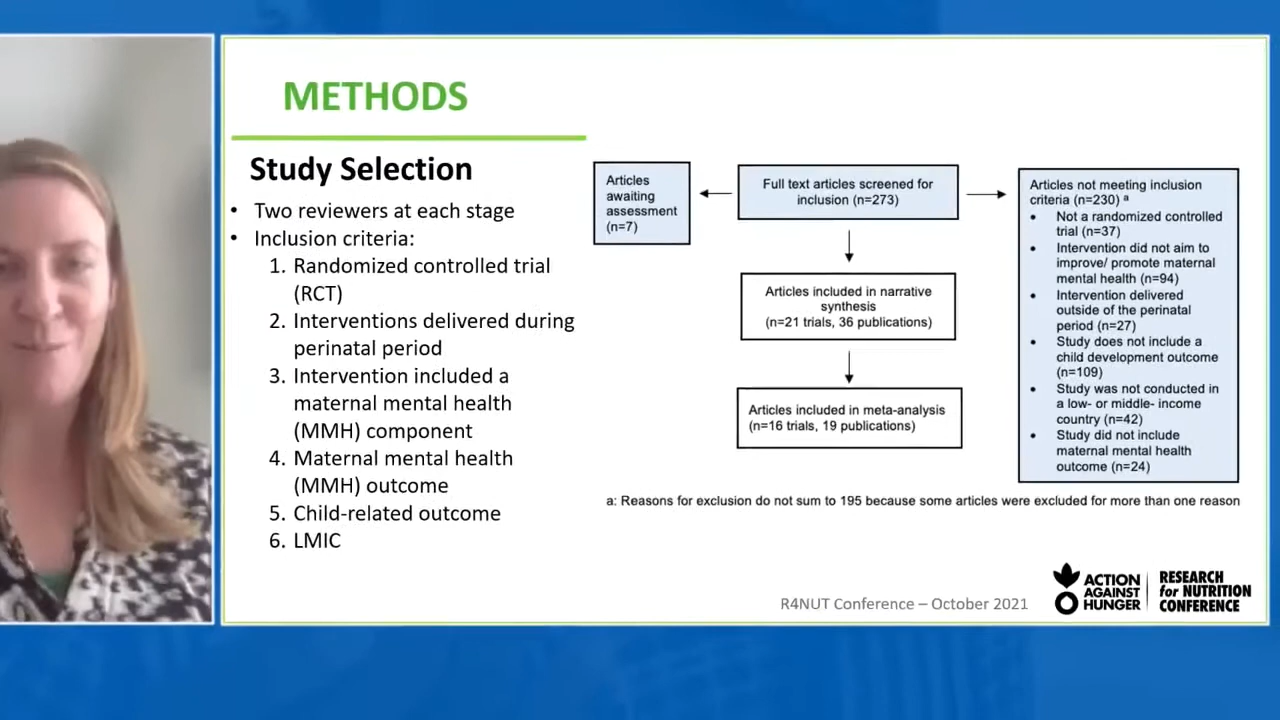 METHODS
Study Selection
• Two reviewers at each stage
• Inclusion criteria:
1. Randomized controlled trial
(RCT)
2. Interventions delivered during
perinatal period
3. Intervention included a
maternal mental health
(MMH) component
4. Maternal mental health
(MMH) outcome
5. Child-related outcome
6. LMIC
Articles
awaiting
assessment
(n=7)
Full text articles screened for
inclusion (n=273)
Articles included in narrative
synthesis
(n=21 trials, 36 publications)
Articles included in meta-analysis
(n=16 trials, 19 publications)
Articles not meeting inclusion
criteria (n=230) a
• Not a randomized controlled
trial (n=37)
• Intervention did not aim to
improve/ promote maternal
mental health (n=94)
• Intervention delivered
outside of the perinatal
period (n=27)
• Study does not include a
child development outcome
(n=109)
• Study was not conducted in
a low- or middle- income
country (n=42)
• Study did not include
maternal mental health
outcome (n=24)
a: Reasons for exclusion do not sum to 195 because some articles were excluded for more than one reason
R4NUT Conference – October 2021
ACTION
AGAINST
HUNGER
RESEARCH
for NUTRITION
CONFERENCE